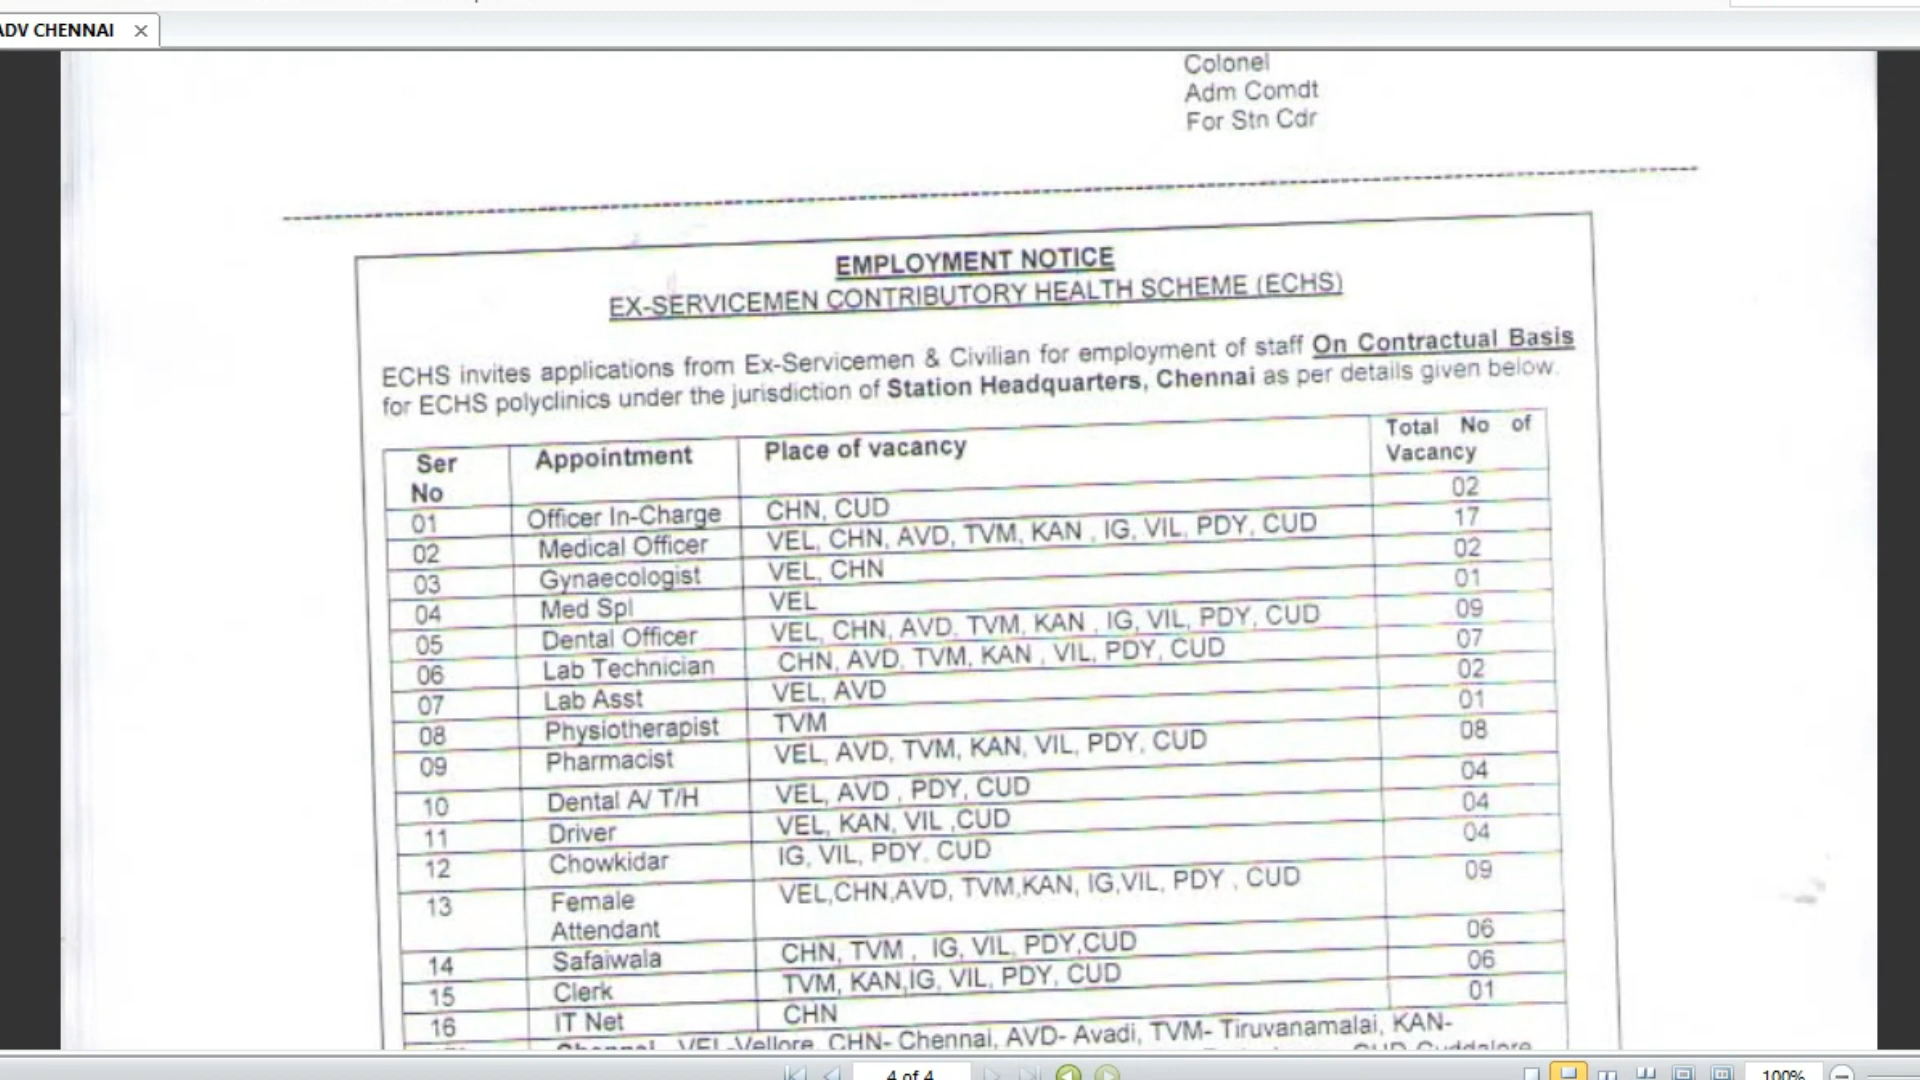 ADV CHENNAI
Colonel
Adm Comdt
For Stn Cdr
EMPLOYMENT NOTICE
EX-SERVICEMEN CONTRIBUTORY HEALTH SCHEME (ECHS)
ECHS invites applications from Ex-Servicemen & Civilian for employment of staff On Contractual Basis
for ECHS polyclinics under the jurisdiction of Station Headquarters, Chennai as per details given below.
Ser No Appointment Place of vacancy Total No of Vacancy
01 Officer In-Charge CHN, CUD 02
02 Medical Officer VEL, CHN, AVD, TVM, KAN , IG, VIL, PDY, CUD 17
03 Gynaecologist VEL, CHN 02
04 Med Spl VEL 01
05 Dental Officer VEL, CHN, AVD, TVM, KAN , IG, VIL, PDY, CUD 09
06 Lab Technician CHN, AVD, TVM, KAN , VIL, PDY, CUD 07
07 Lab Asst VEL, AVD 02
08 Physiotherapist TVM 01
09 Pharmacist VEL, AVD, TVM, KAN, VIL, PDY, CUD 08
10 Dental A/ T/H VEL, AVD , PDY, CUD 04
11 Driver VEL, KAN, VIL ,CUD 04
12 Chowkidar IG, VIL, PDY, CUD 04
13 Female Attendant VEL,CHN,AVD, TVM,KAN, IG,VIL, PDY , CUD 09
14 Safaiwala CHN, TVM , IG, VIL, PDY,CUD 06
15 Clerk TVM, KAN,IG, VIL, PDY, CUD 06
16 IT Net CHN 01
Chennai VEL-Vellore, CHN- Chennai, AVD- Avadi, TVM- Tiruvanamalai, KAN-
CUD-Cuddalore
4 of 4
100%